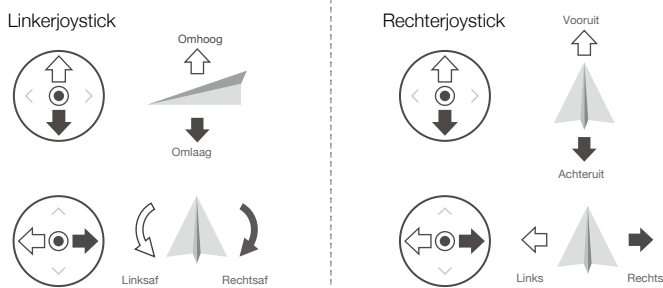 Linkerjoystick
Omhoog
Omlaag
Linksaf
Rechtsaf
Rechterjoystick
Vooruit
Achteruit
Links
Rechts